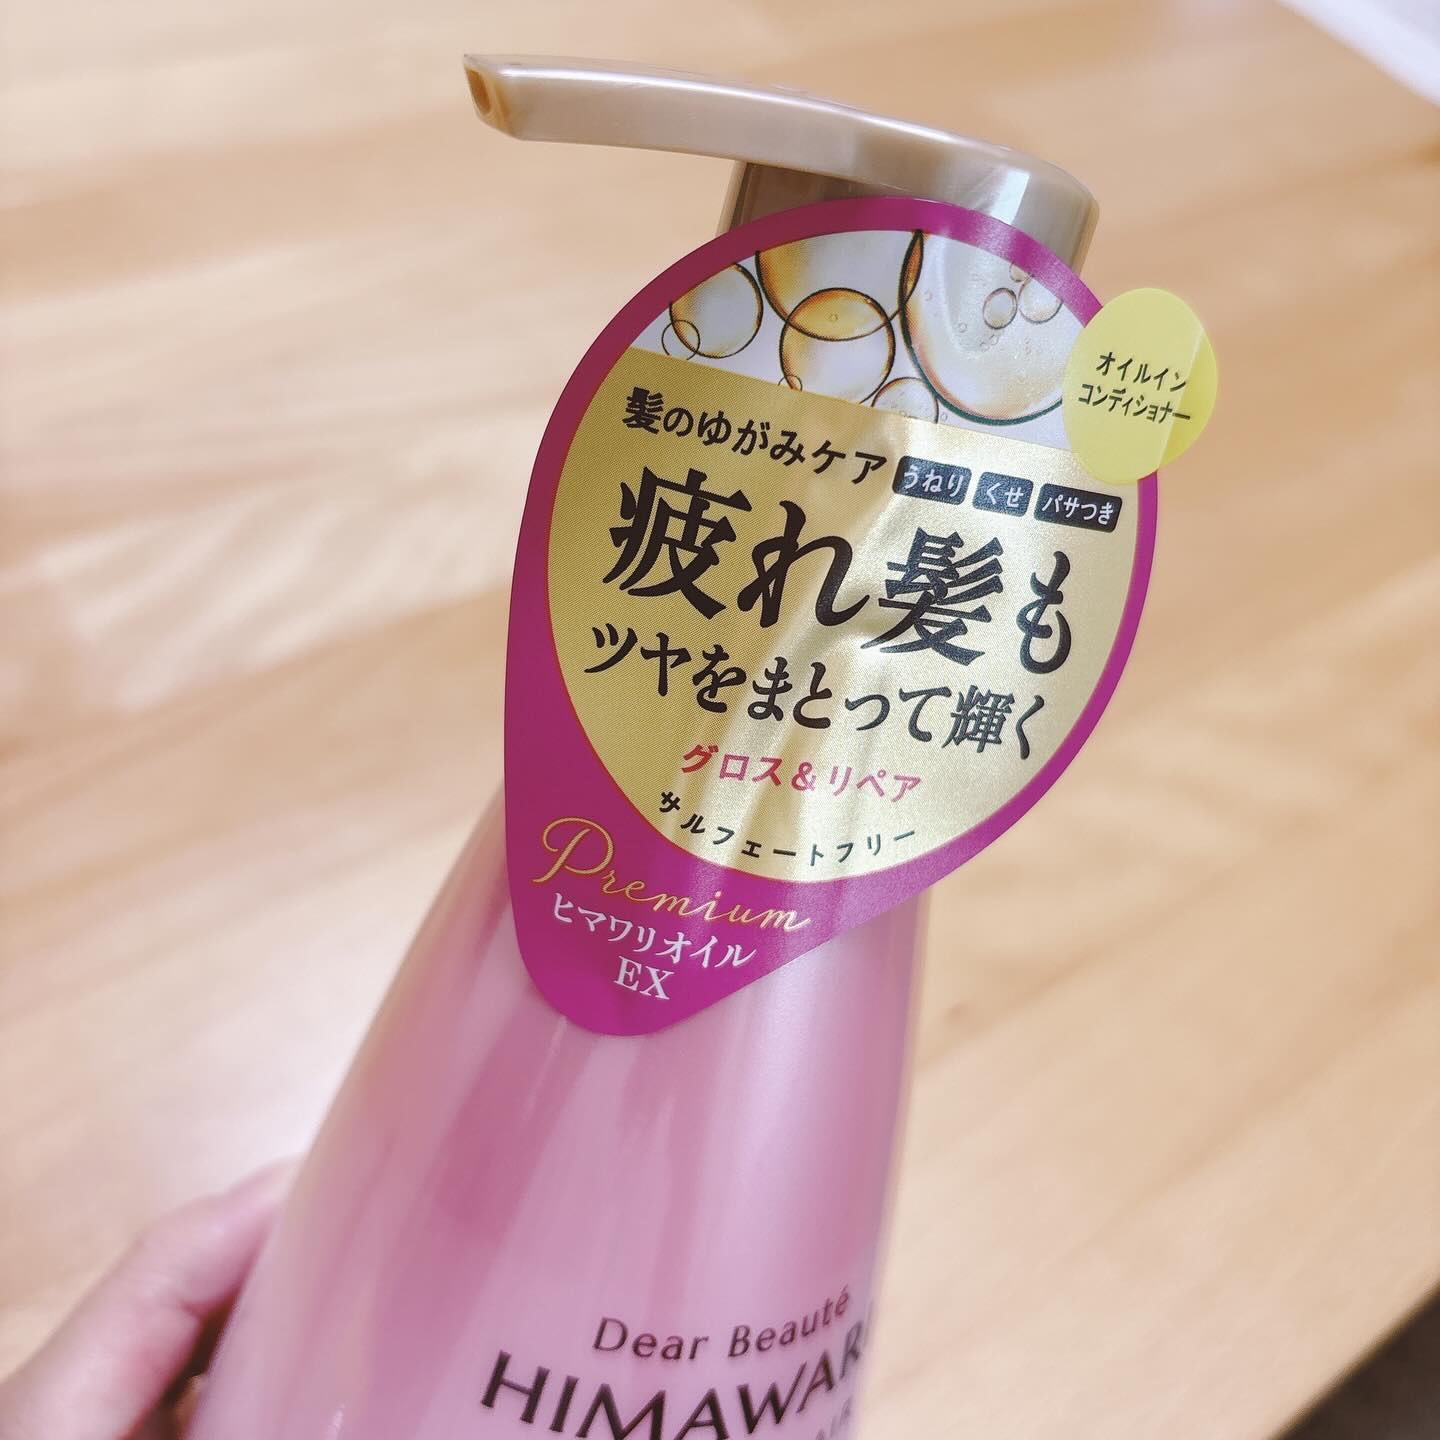 オイルイン
コンディショナー
髪のゆがみケア うねり くせ パサつき
疲れ髪も
ツヤをまとって輝く
グロス&リペア
サルフェートフリー
Premium
ヒマワリオイル
EX
Dear Beauté